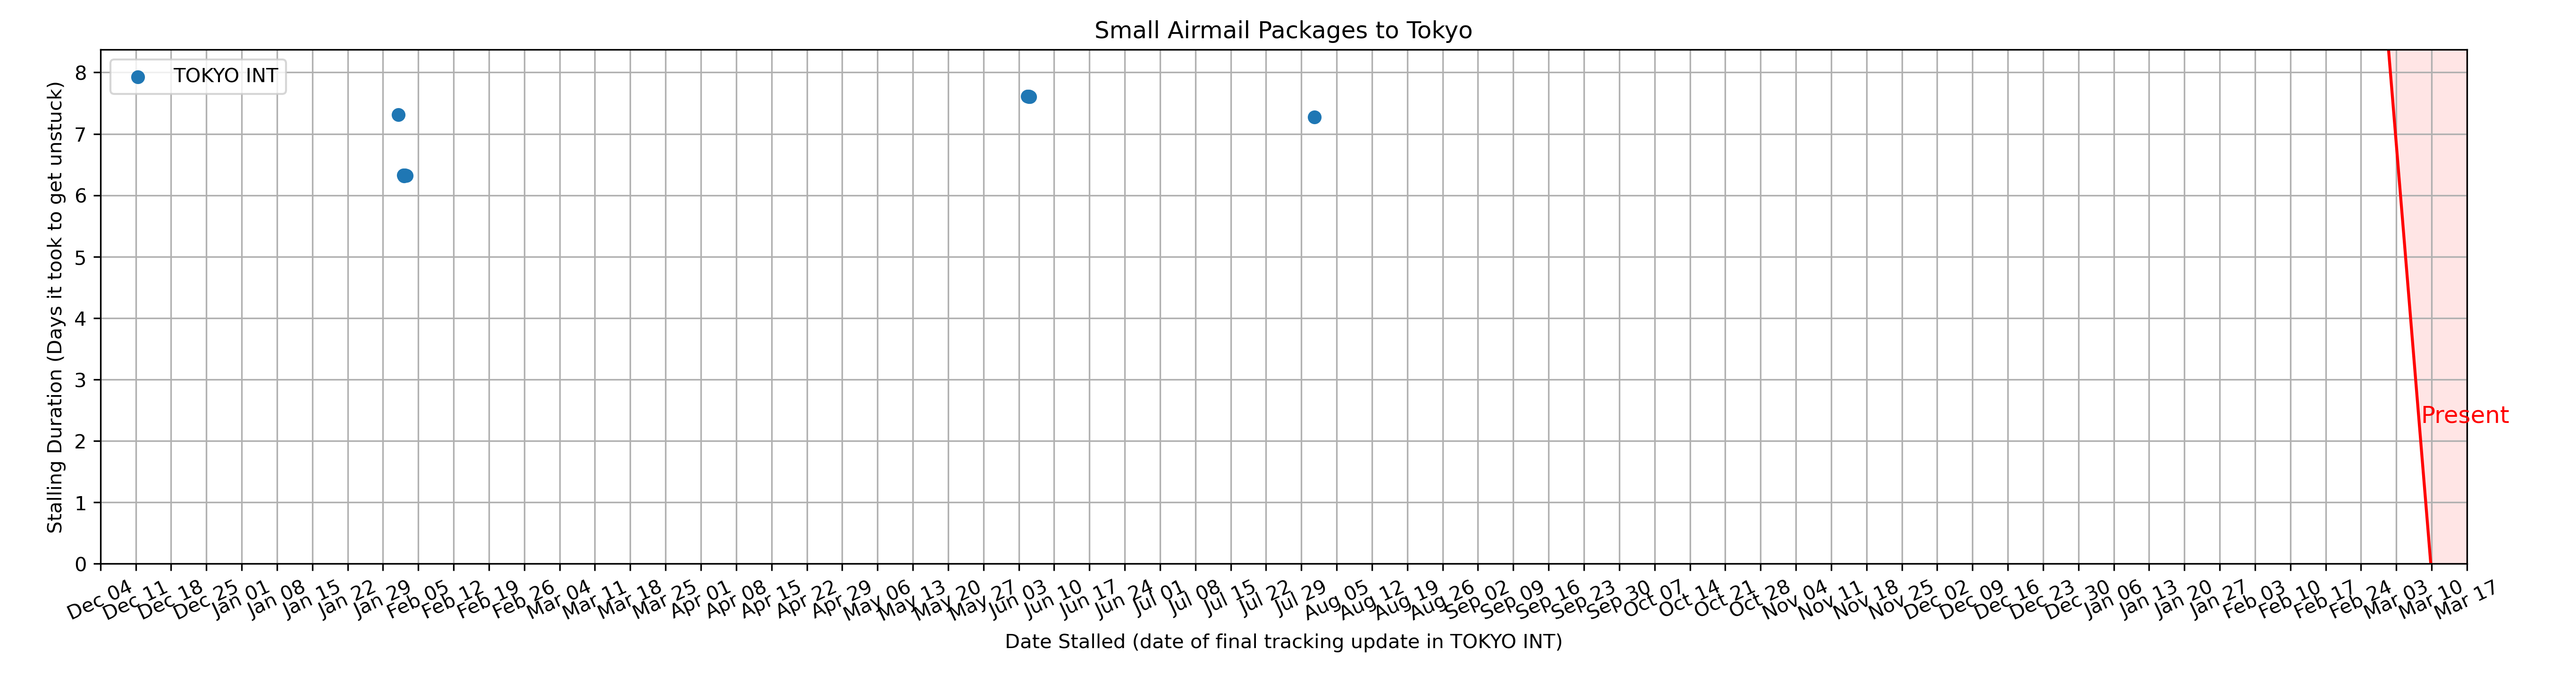 Small Airmail Packages to Tokyo
TOKYO INT
Stalling Duration (Days it took to get unstuck)
8
7
6
5
4
3
2
1
0
Present
Dec 04 Dec 11 Dec 18 Dec 25 Jan 01 Jan 08 Jan 15 Jan 22 Jan 29 Feb 05 Feb 12 Feb 19 Feb 26 Mar 04 Mar 11 Mar 18 Mar 25 Apr 01 Apr 08 Apr 15 Apr 22 Apr 29 May 06 May 13 May 20 May 27 Jun 03 Jun 10 Jun 17 Jun 24 Jul 01 Jul 08 Jul 15 Jul 22 Jul 29 Aug 05 Aug 12 Aug 19 Aug 26 Sep 02 Sep 09 Sep 16 Sep 23 Sep 30 Oct 07 Oct 14 Oct 21 Oct 28 Nov 04 Nov 11 Nov 18 Nov 25 Dec 02 Dec 09 Dec 16 Dec 23 Dec 30 Jan 06 Jan 13 Jan 20 Jan 27 Feb 03 Feb 10 Feb 17 Feb 24 Mar 03 Mar 10 Mar 17
Date Stalled (date of final tracking update in TOKYO INT)